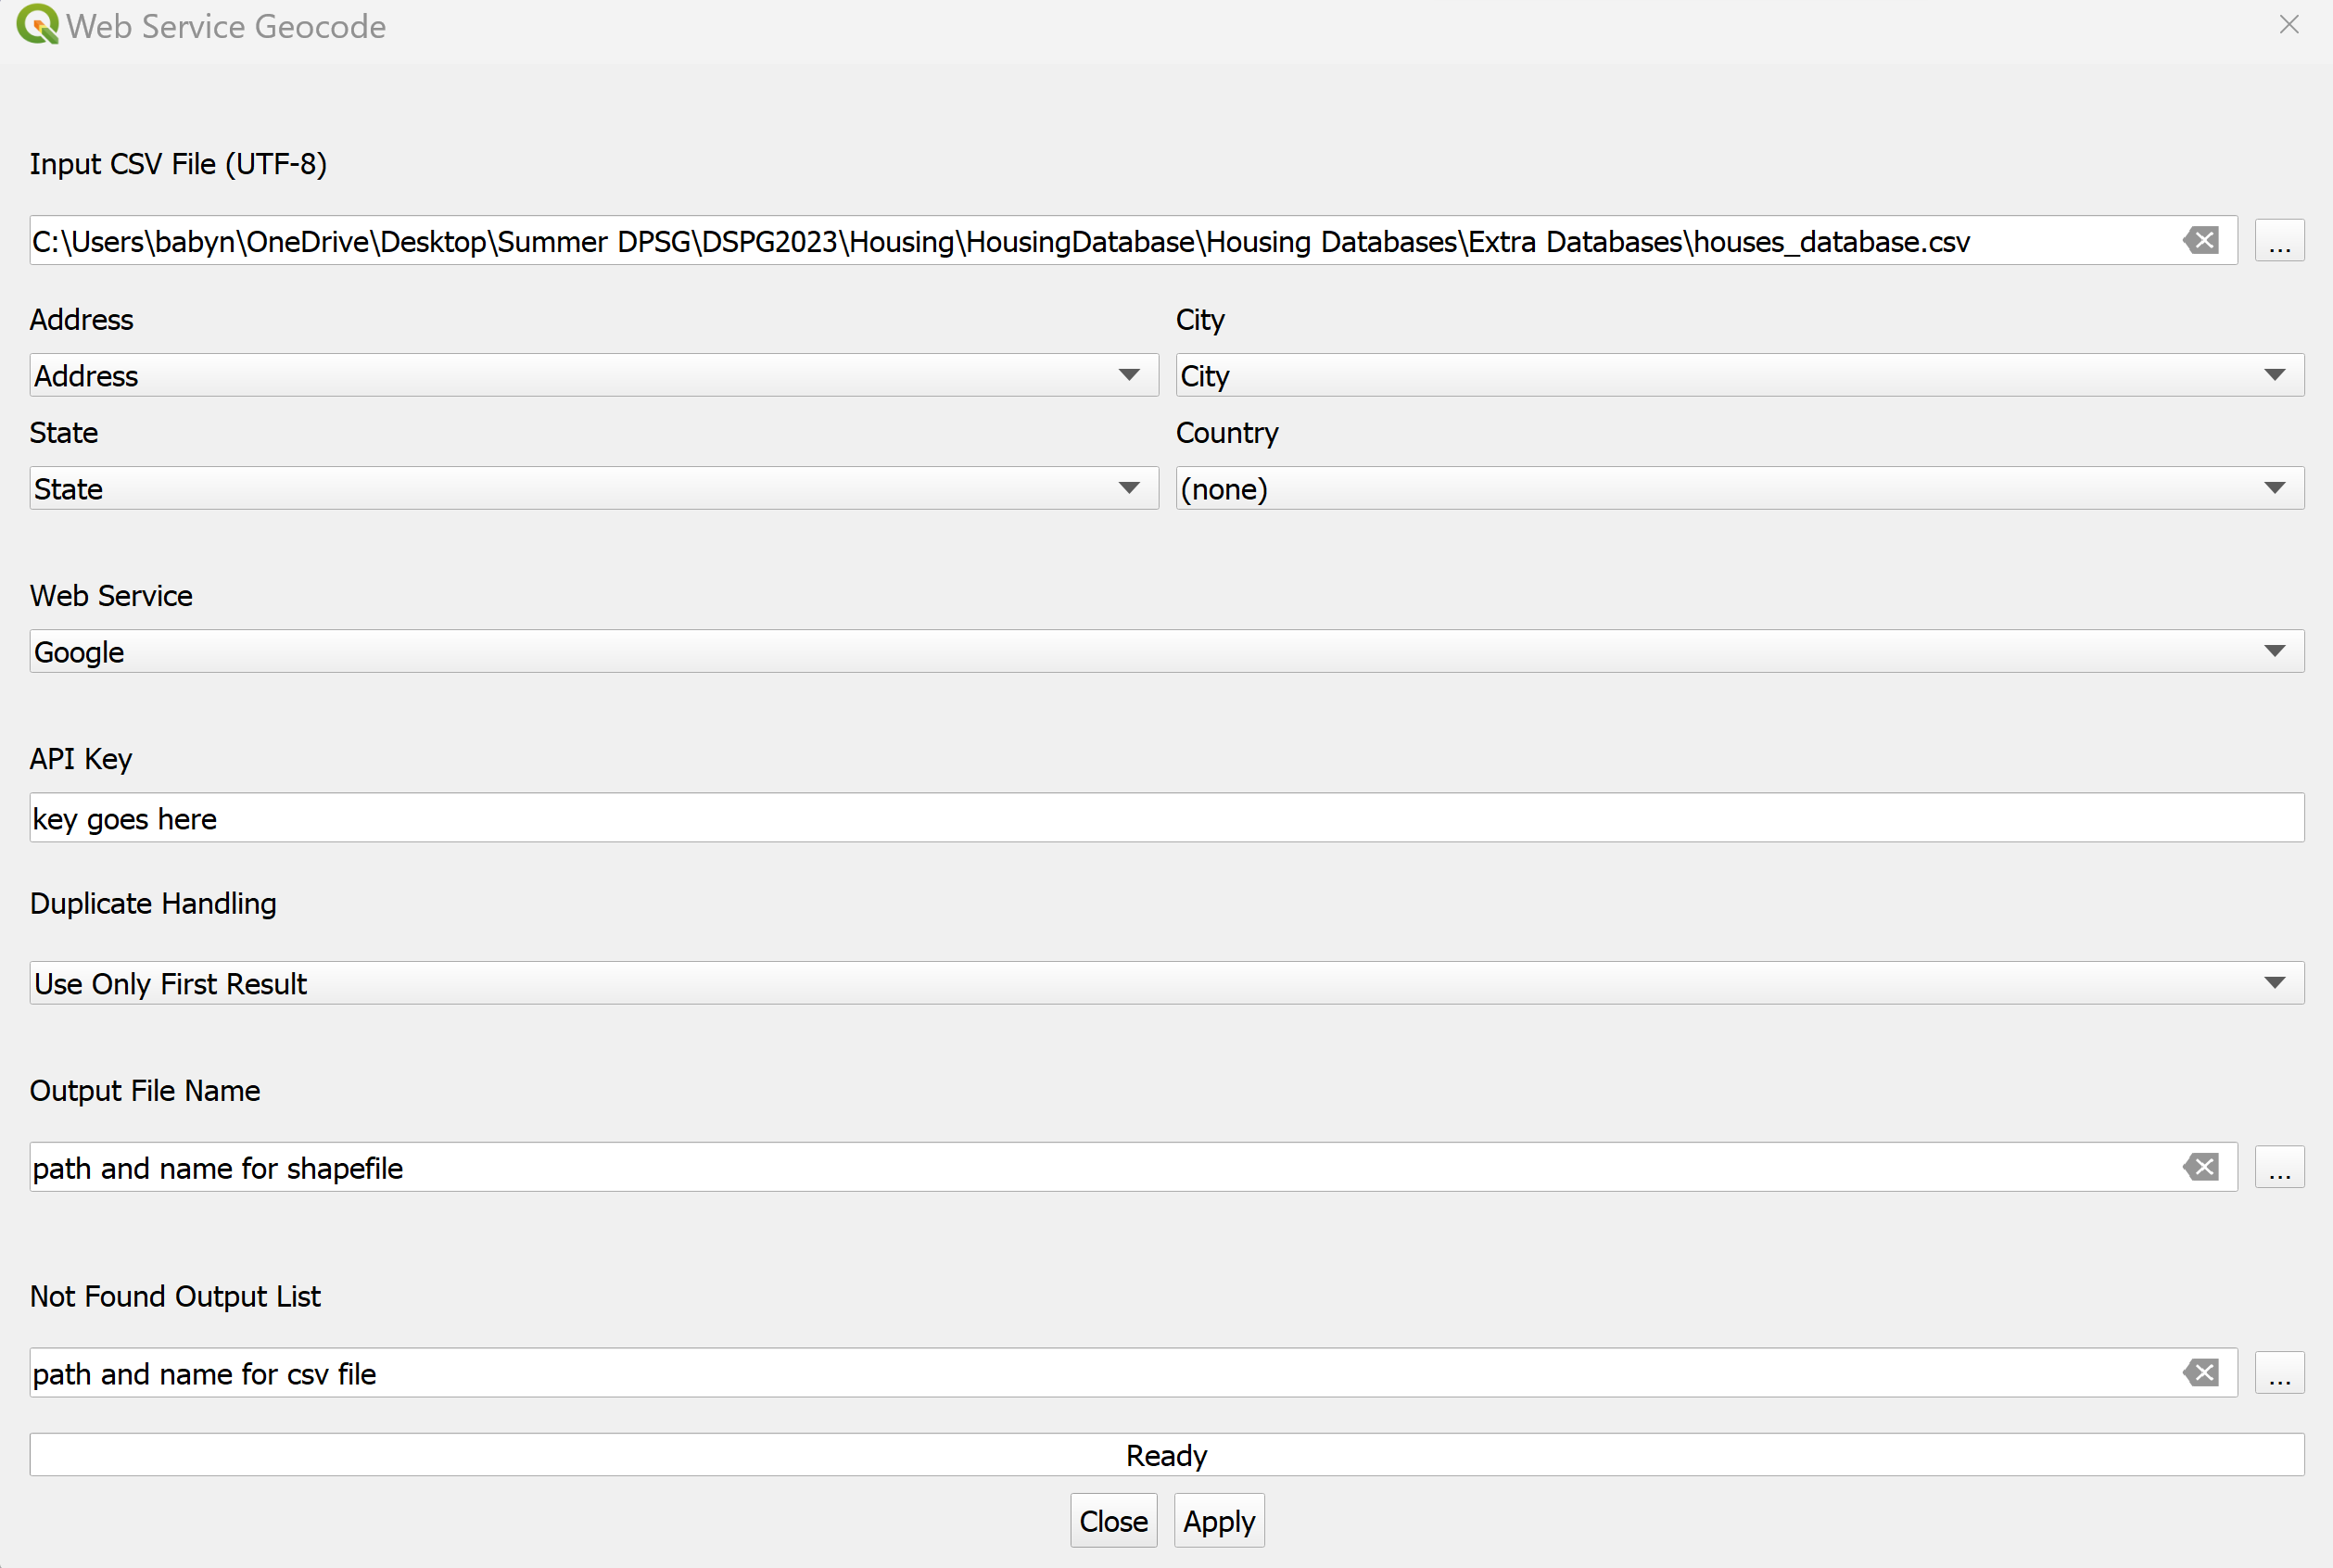 Web Service Geocode
Input CSV File (UTF-8)
C:\Users\babyn\OneDrive\Desktop\Summer DPSG\DSPG2023\Housing\HousingDatabase\Housing Databases\Extra Databases\houses_database.csv ...
Address City
Address City
State Country
State (none)
Web Service
Google
API Key
key goes here
Duplicate Handling
Use Only First Result
Output File Name
path and name for shapefile ...
Not Found Output List
path and name for csv file ...
Ready
Close Apply